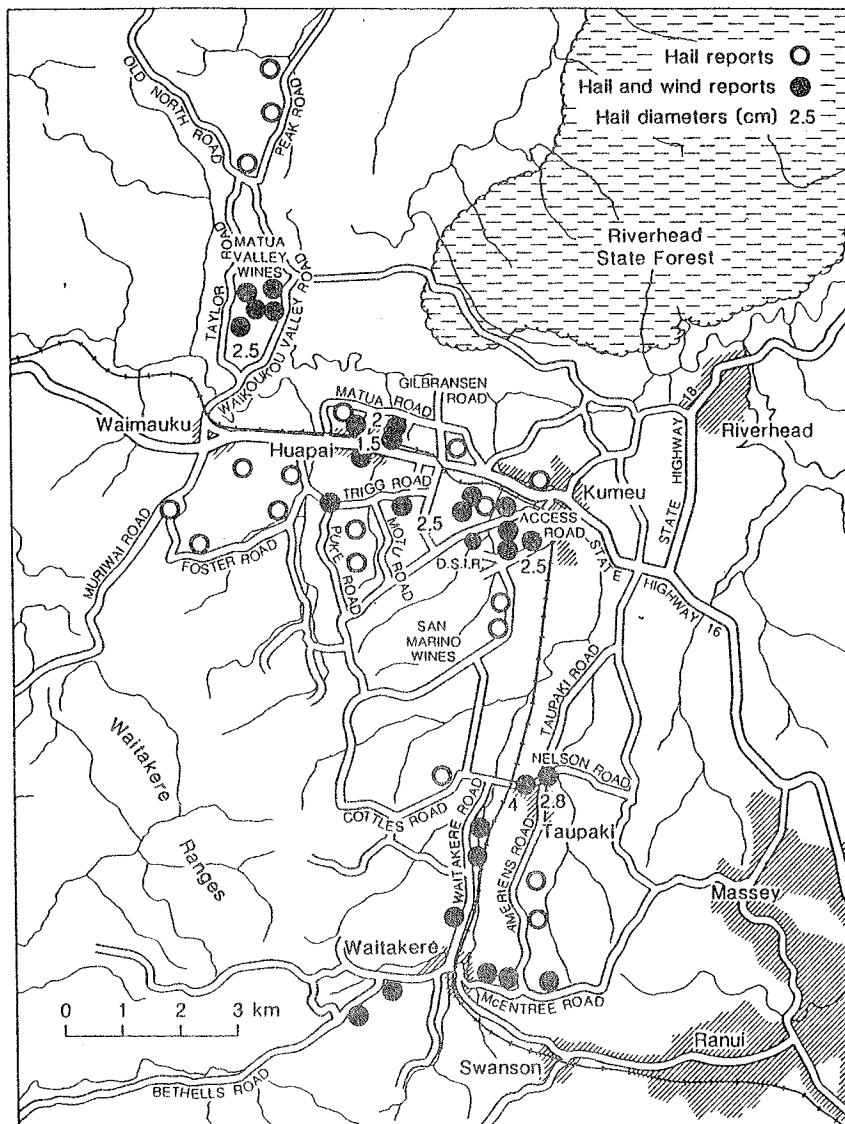 Hail reports
Hail and wind reports
Hail diameters (cm) 2.5
OLD NORTH ROAD
PEAK ROAD
TAYLOR ROAD
MATUA
VALLEY
WINES
WAIKOUKOU VALLEY ROAD
2.5
Riverhead
State Forest
GILBRANSEN
ROAD
MATUA ROAD
2
1.5
Waimauku
Huapai
STATE HIGHWAY 18
Riverhead
Kumeu
TRIGG ROAD
MOTU ROAD
2.5
ACCESS
ROAD
MURIWAI ROAD
FOSTER ROAD
PUKE ROAD
D.S.I.R.
2.5
STATE HIGHWAY 16
SAN
MARINO
WINES
TAUPAKI ROAD
Waitakere
Ranges
NELSON ROAD
4
2.8
COTTLES ROAD
WAITAKERE ROAD
AMERIENS ROAD
Taupaki
Massey
Waitakere
McENTREE ROAD
0 1 2 3 km
Ranui
Swanson
BETHELLS ROAD